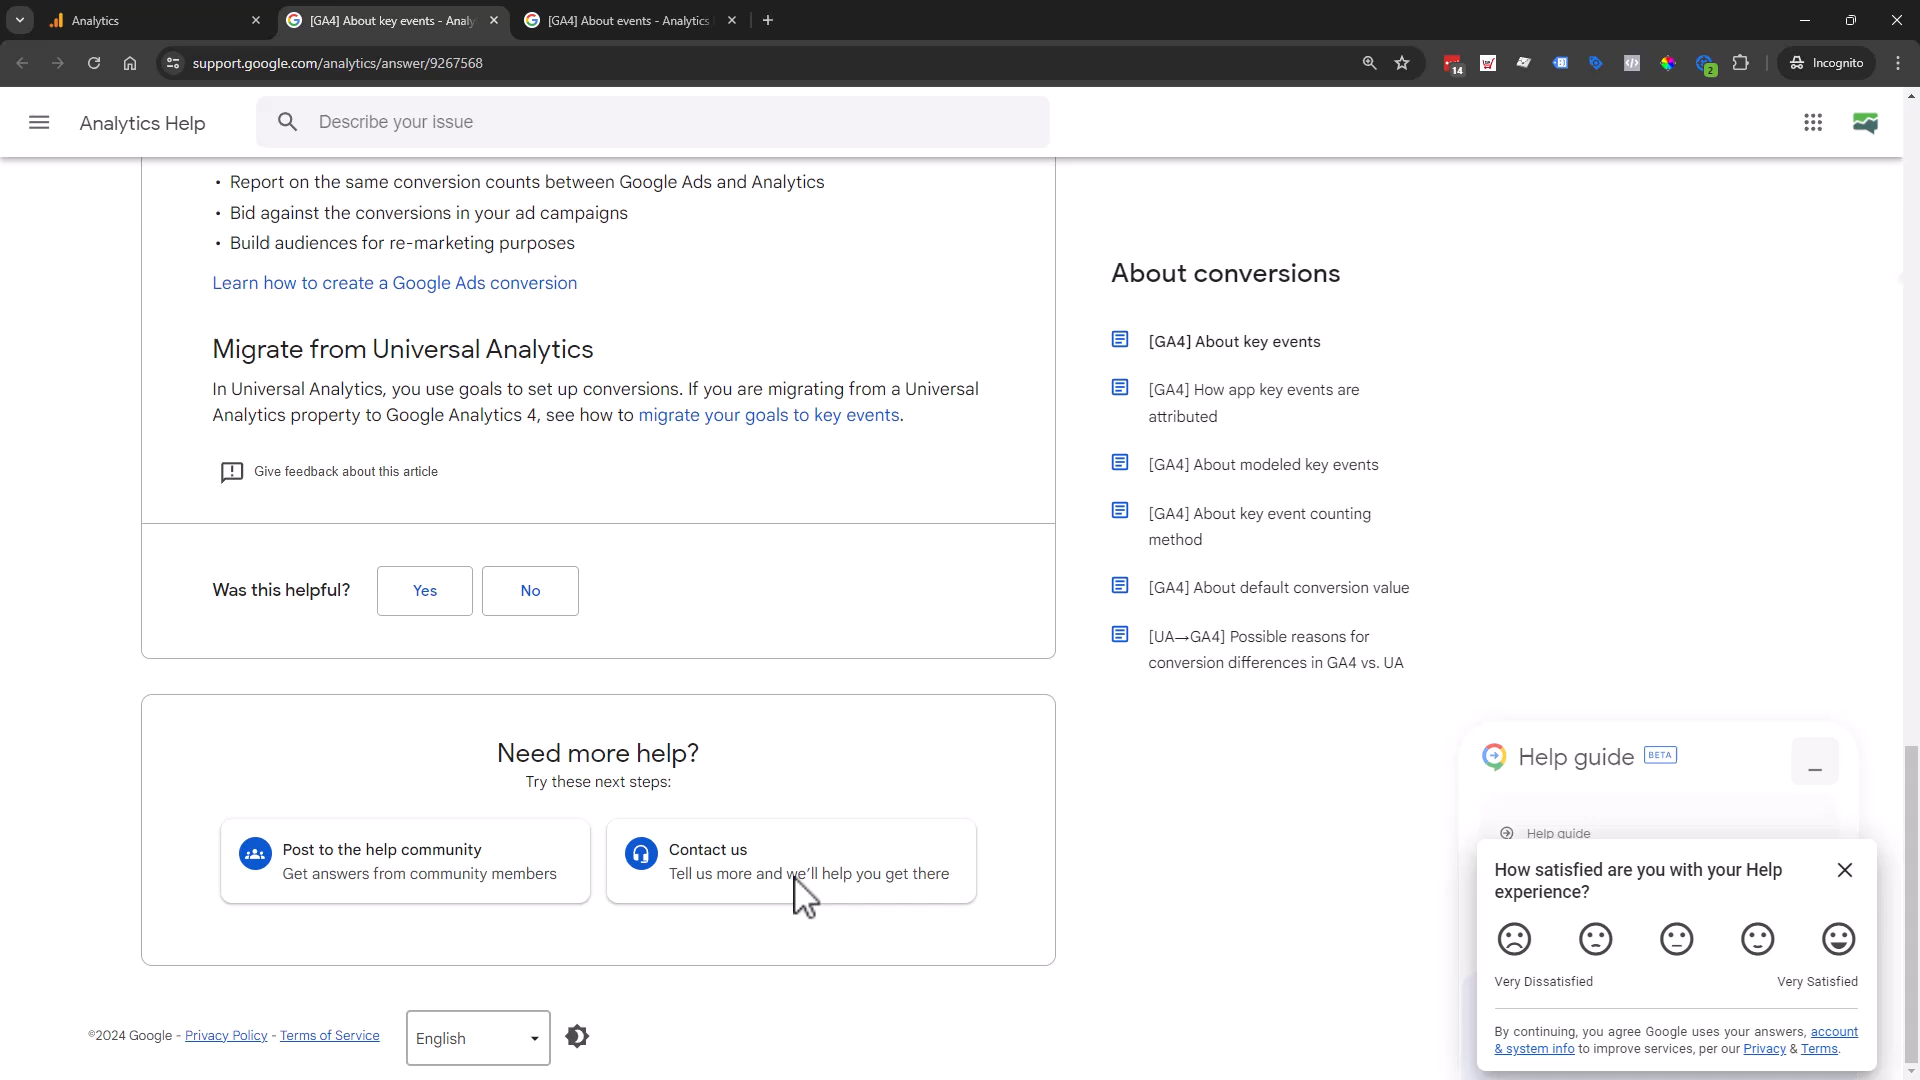 Analytics
[GA4] About key events - Analy
[GA4] About events - Analytics
support.google.com/analytics/answer/9267568
14
2
Incognito
Analytics Help
Describe your issue
• Report on the same conversion counts between Google Ads and Analytics
• Bid against the conversions in your ad campaigns
• Build audiences for re-marketing purposes
Learn how to create a Google Ads conversion
Migrate from Universal Analytics
In Universal Analytics, you use goals to set up conversions. If you are migrating from a Universal
Analytics property to Google Analytics 4, see how to migrate your goals to key events.
Give feedback about this article
Was this helpful?
Yes
No
About conversions
[GA4] About key events
[GA4] How app key events are
attributed
[GA4] About modeled key events
[GA4] About key event counting
method
[GA4] About default conversion value
[UA→GA4] Possible reasons for
conversion differences in GA4 vs. UA
Need more help?
Try these next steps:
Post to the help community
Get answers from community members
Contact us
Tell us more and we'll help you get there
Help guide BETA
Help guide
How satisfied are you with your Help
experience?
Very Dissatisfied
Very Satisfied
By continuing, you agree Google uses your answers, account
& system info to improve services, per our Privacy & Terms.
©2024 Google - Privacy Policy - Terms of Service
English